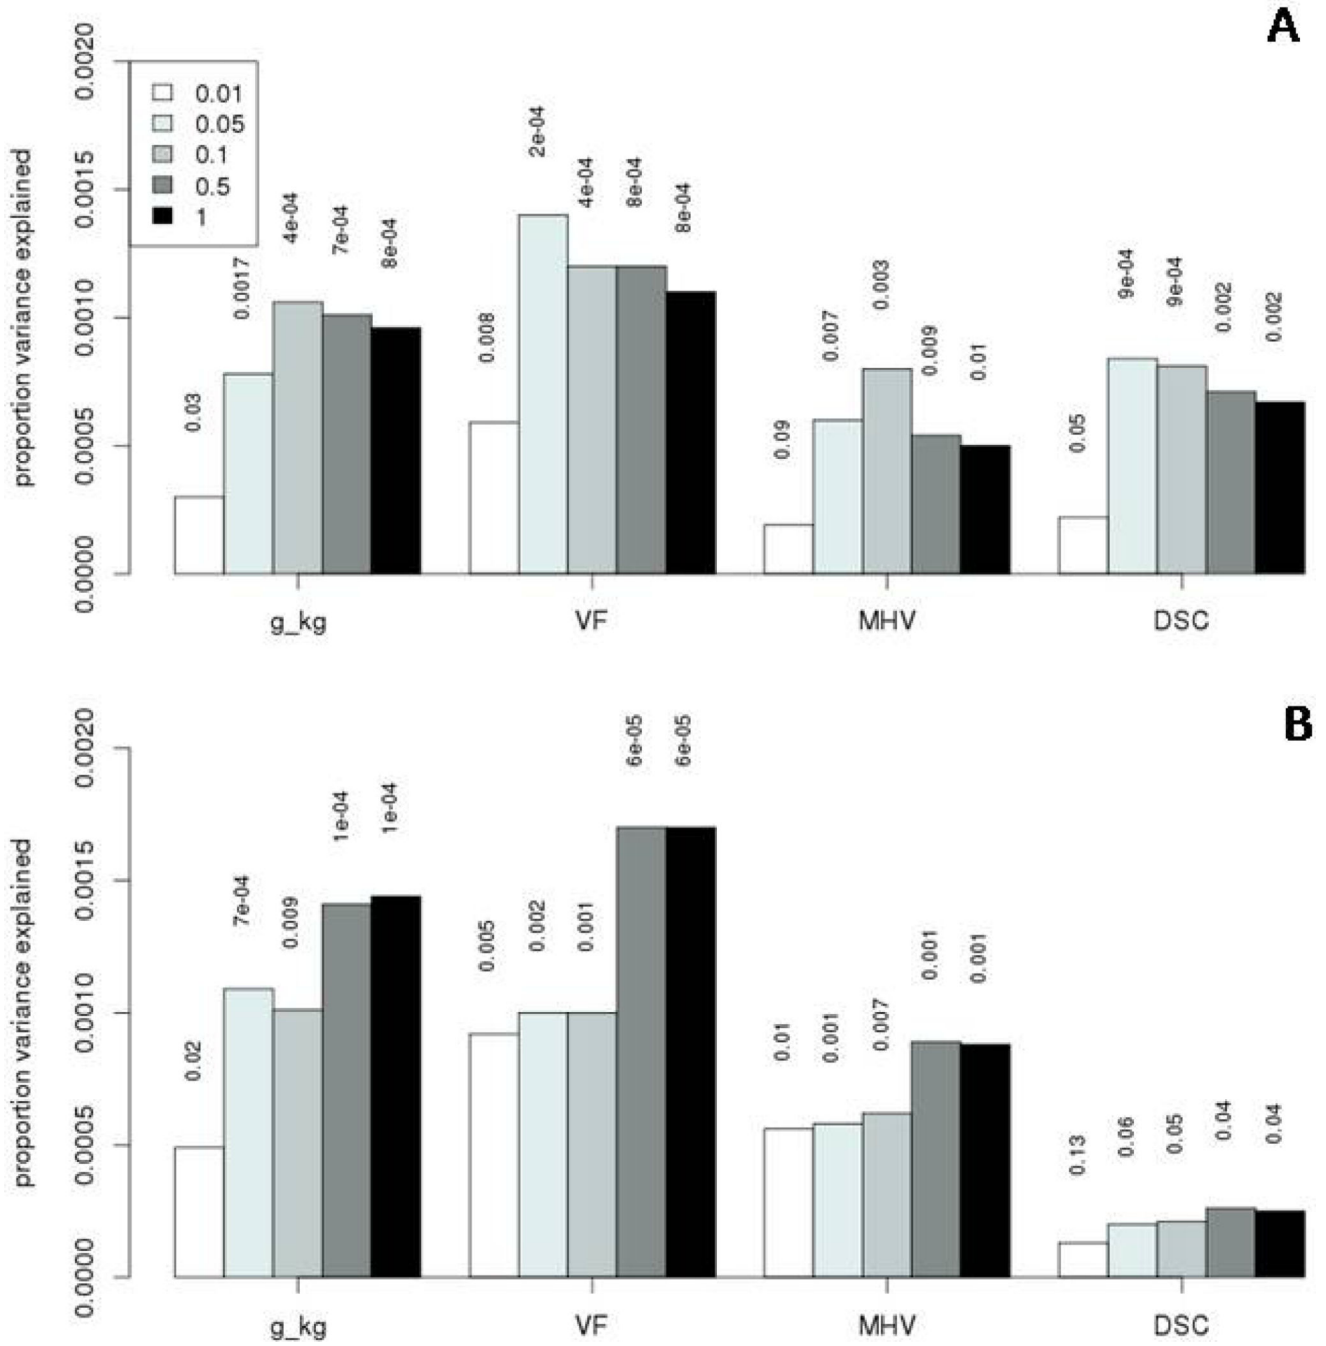 A
proportion variance explained
0.0020
0.0015
0.0010
0.0005
0.0000
0.01
0.05
0.1
0.5
1
0.03
0.0017
4e-04
7e-04
8e-04
0.008
2e-04
4e-04
8e-04
8e-04
0.09
0.007
0.003
0.009
0.01
0.05
9e-04
9e-04
0.002
0.002
g_kg
VF
MHV
DSC
B
proportion variance explained
0.0020
0.0015
0.0010
0.0005
0.0000
0.02
7e-04
0.009
1e-04
1e-04
0.005
0.002
0.001
6e-05
6e-05
0.01
0.001
0.007
0.001
0.001
0.13
0.06
0.05
0.04
0.04
g_kg
VF
MHV
DSC